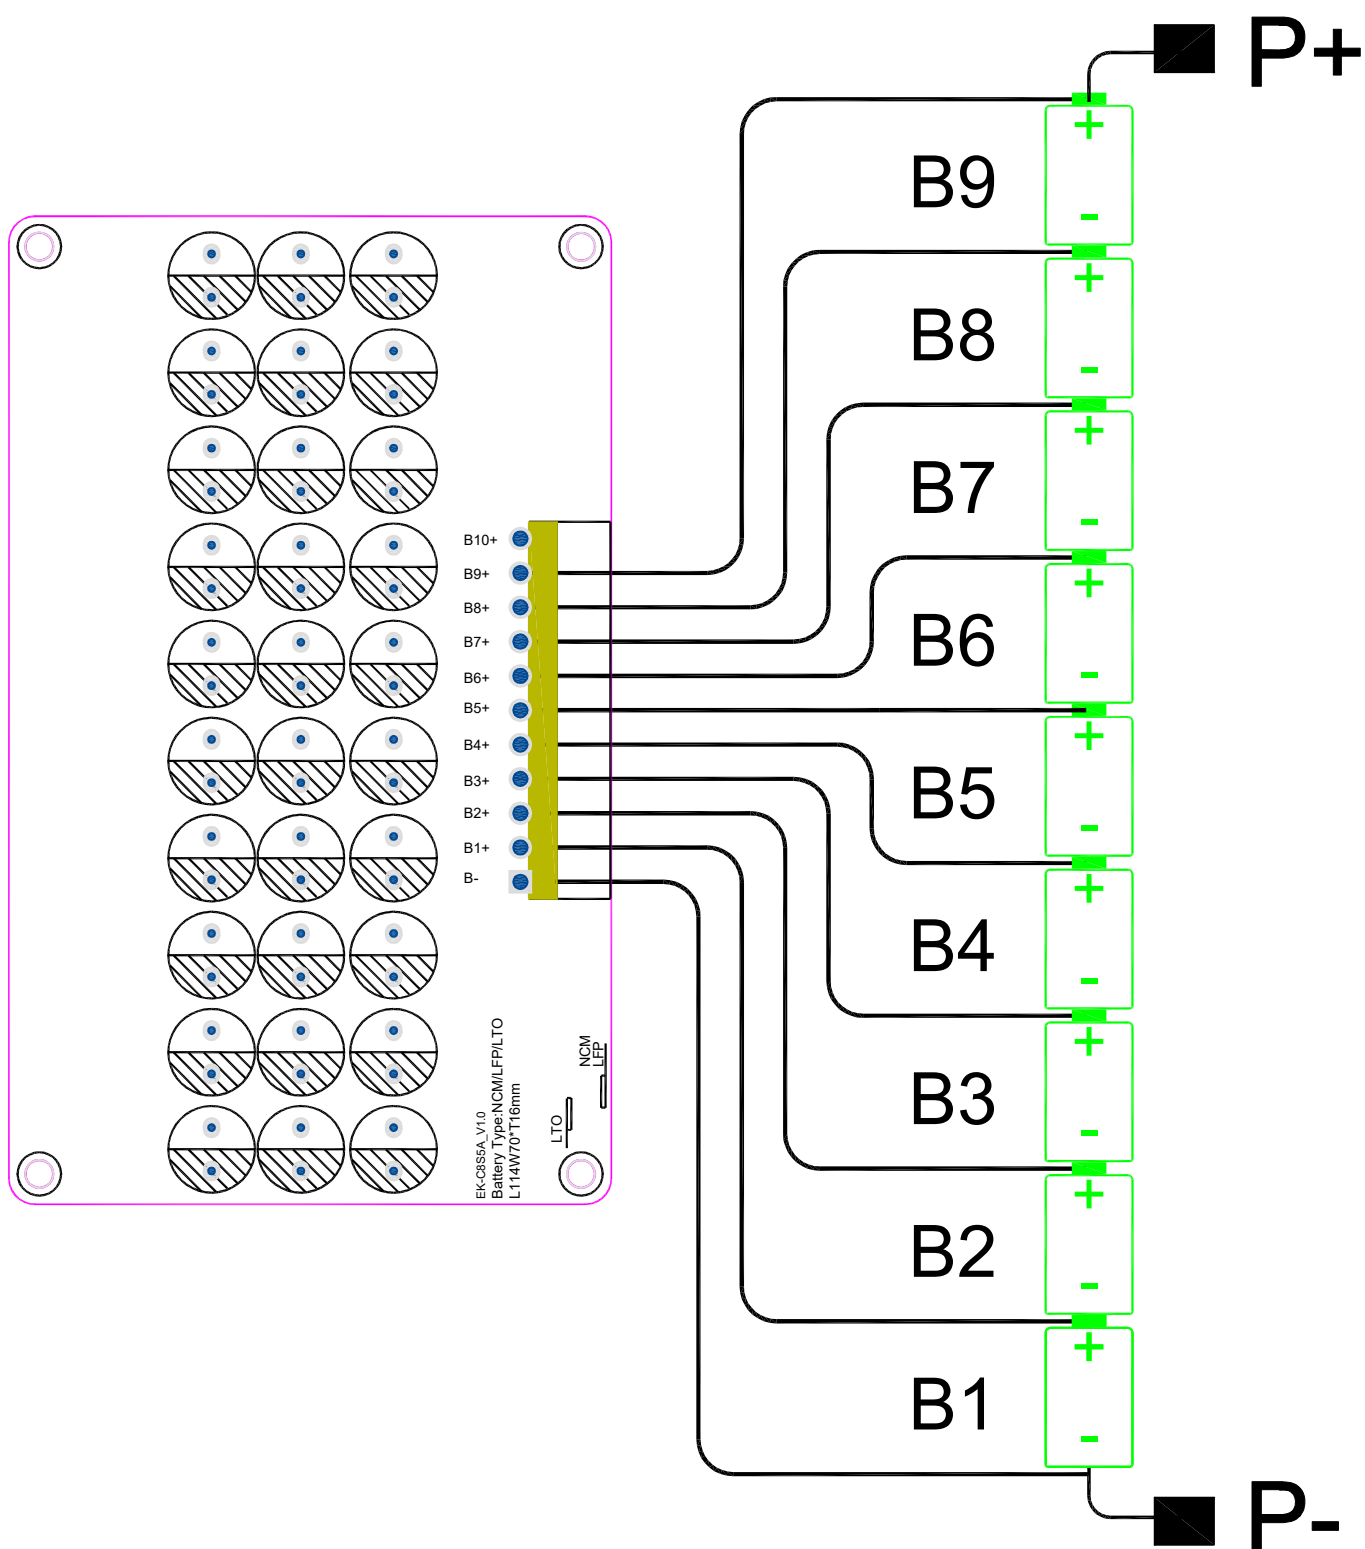 P+
B9
B8
B7
B6
B5
B4
B3
B2
B1
P-
B10+
B9+
B8+
B7+
B6+
B5+
B4+
B3+
B2+
B1+
B-
EK-C8S5A_V1.0
Battery Type:NCM/LFP/LTO
L114W70*T16mm
LTO
NCM
LFP
+
-
+
-
+
-
+
-
+
-
+
-
+
-
+
-
+
-